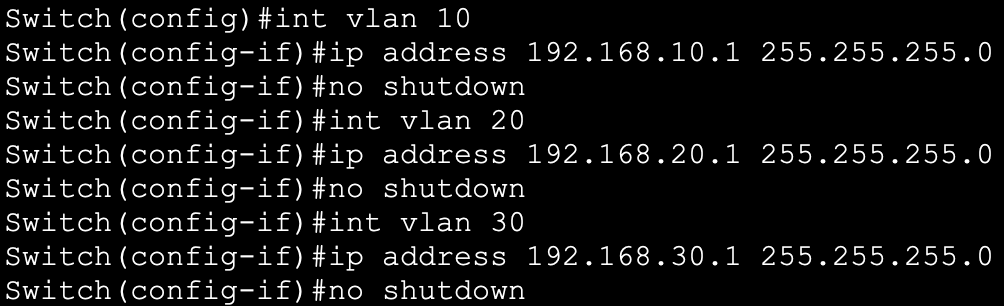 Switch(config)#int vlan 10
Switch(config-if)#ip address 192.168.10.1 255.255.255.0
Switch(config-if)#no shutdown
Switch(config-if)#int vlan 20
Switch(config-if)#ip address 192.168.20.1 255.255.255.0
Switch(config-if)#no shutdown
Switch(config-if)#int vlan 30
Switch(config-if)#ip address 192.168.30.1 255.255.255.0
Switch(config-if)#no shutdown